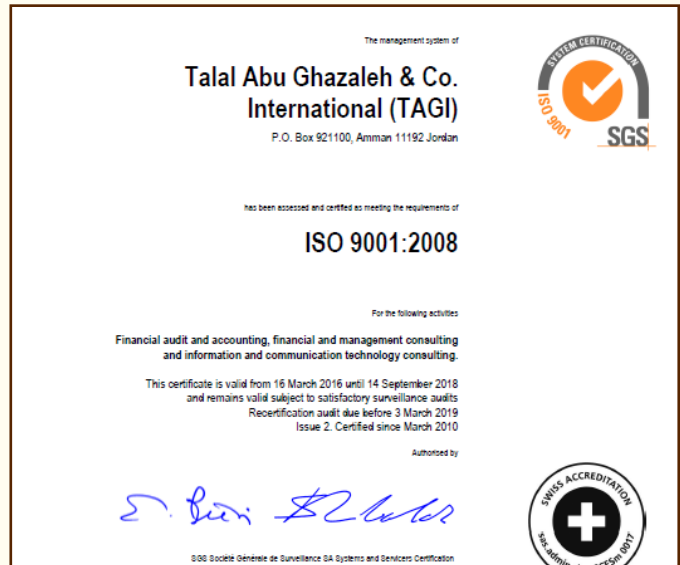 The management system of
Talal Abu Ghazaleh & Co.
International (TAGI)
P.O. Box 921100, Amman 11192 Jordan
SYSTEM CERTIFICATION
ISO 9001
SGS
has been assessed and certified as meeting the requirements of
ISO 9001:2008
For the following activities
Financial audit and accounting, financial and management consulting
and information and communication technology consulting.
This certificate is valid from 16 March 2016 until 14 September 2018
and remains valid subject to satisfactory surveillance audits
Recertification audit due before 3 March 2019
Issue 2. Certified since March 2010
Authorised by
SWISS ACCREDITATION
SGS Société Générale de Surveillance SA Systems and Servicers Certification